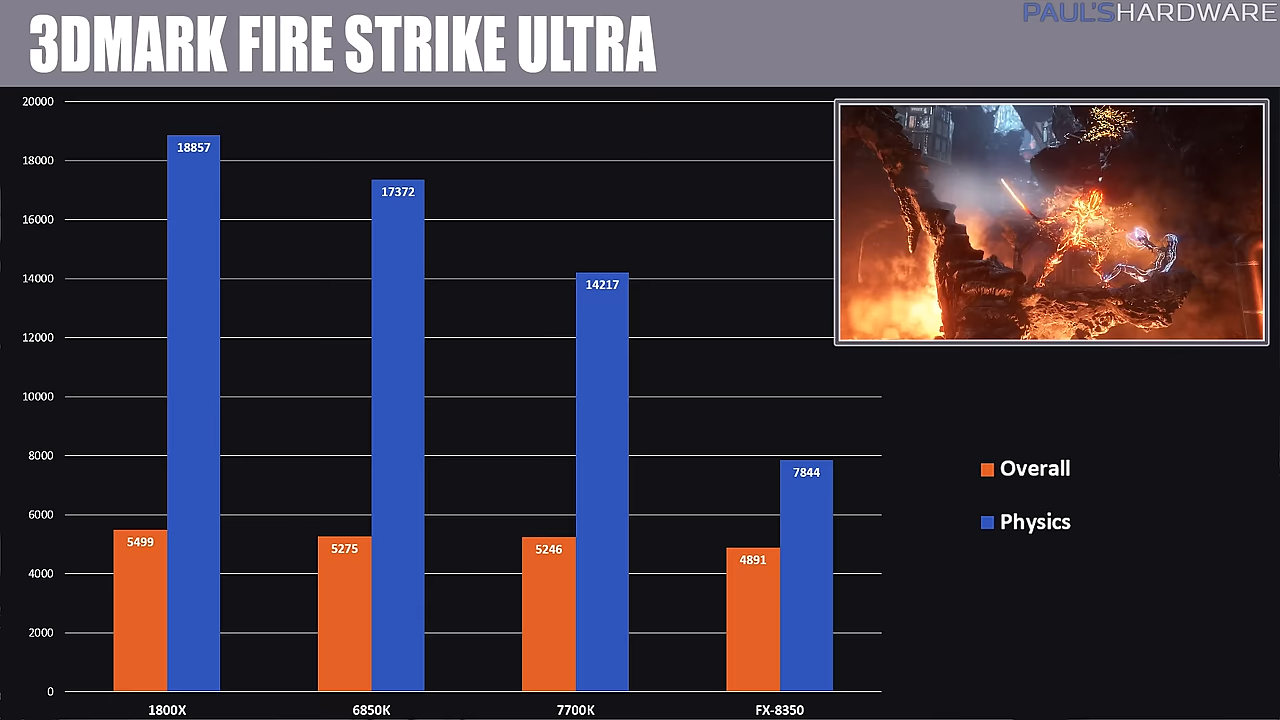 PAUL'SHARDWARE
3DMARK FIRE STRIKE ULTRA
20000
18000
16000
14000
12000
10000
8000
6000
4000
2000
0
18857
17372
14217
7844
5499
5275
5246
4891
1800X
6850K
7700K
FX-8350
Overall
Physics